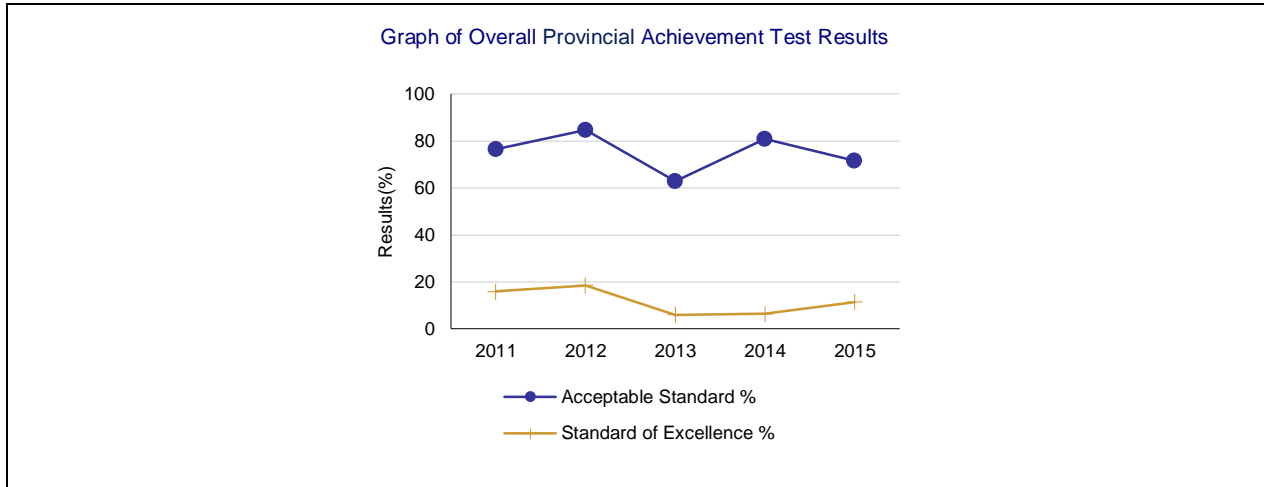 Graph of Overall Provincial Achievement Test Results
100
80
60
40
20
0
Results(%)
2011 2012 2013 2014 2015
Acceptable Standard %
Standard of Excellence %